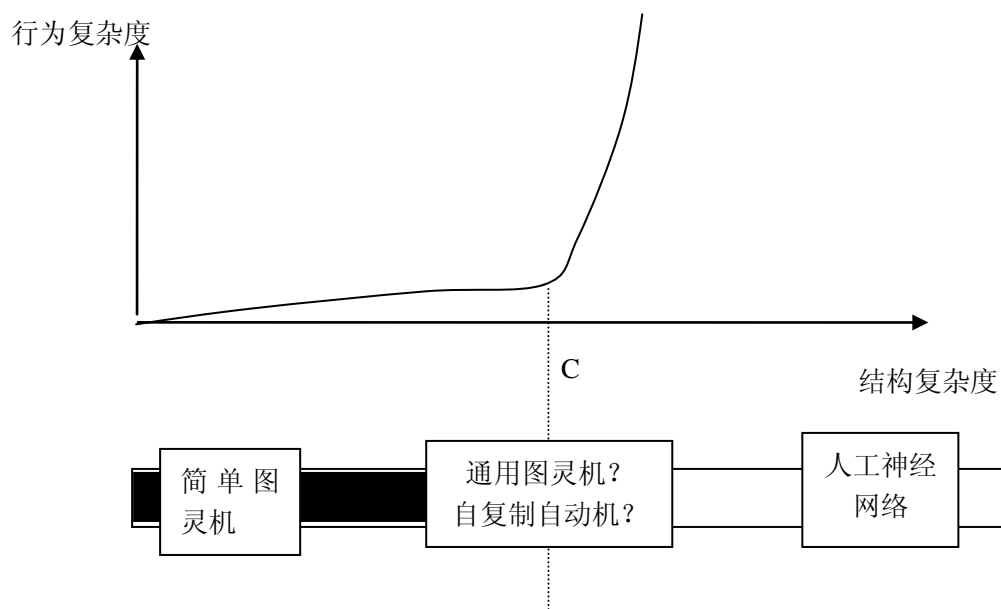 行为复杂度
C
结构复杂度
简单图
灵机
通用图灵机？
自复制自动机？
人工神经
网络